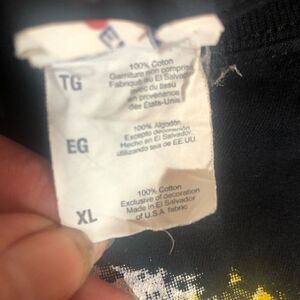 TG
100% Cotton
Garniture non comprise
Fabriqué au El Salvador
avec du tissu
en provenance
des États-Unis
EG
100% Algodón
Excepto decoración
Hecho en El Salvador
utilizando tela de EE.UU.
XL
100% Cotton
Exclusive of decoration
Made in El Salvador
of U.S.A. fabric